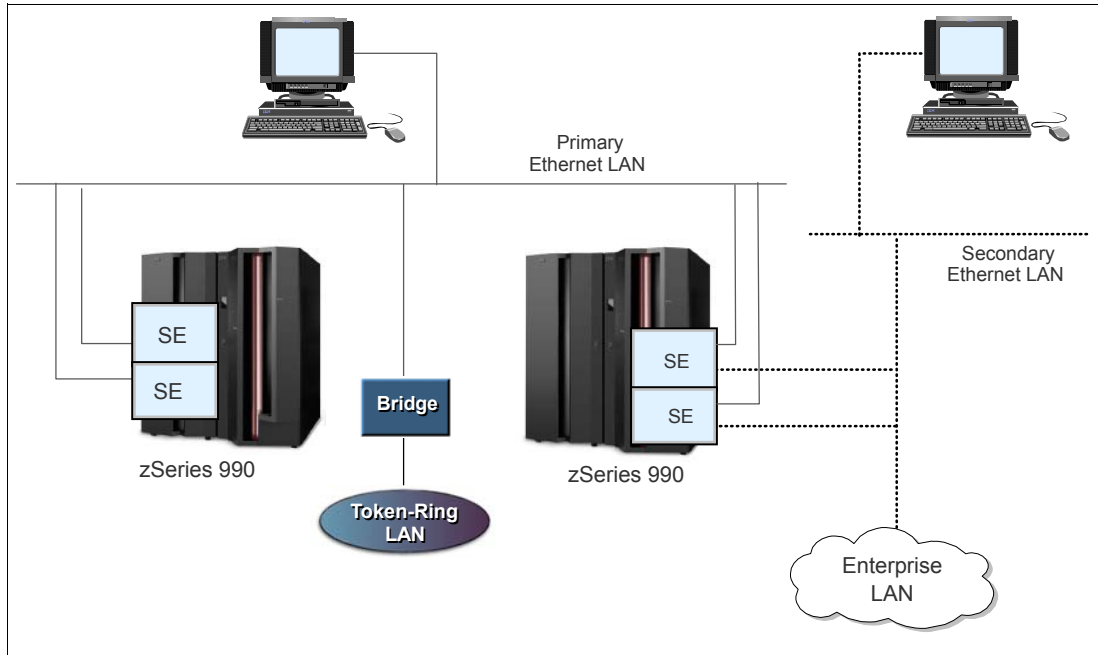 Primary
Ethernet LAN
Secondary
Ethernet LAN
SE
SE
zSeries 990
Bridge
Token-Ring
LAN
SE
SE
zSeries 990
Enterprise
LAN